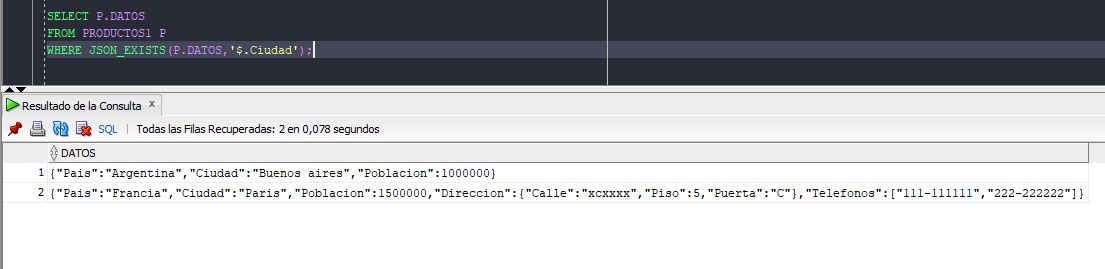 SELECT P.DATOS
FROM PRODUCTOS1 P
WHERE JSON_EXISTS(P.DATOS,'$.Ciudad');
Resultado de la Consulta x
SQL | Todas las Filas Recuperadas: 2 en 0,078 segundos
DATOS
1 {"Pais":"Argentina","Ciudad":"Buenos aires","Poblacion":1000000}
2 {"Pais":"Francia","Ciudad":"Paris","Poblacion":1500000,"Direccion":{"Calle":"xcxxxx","Piso":5,"Puerta":"C"},"Telefonos":["111-111111","222-222222"]}